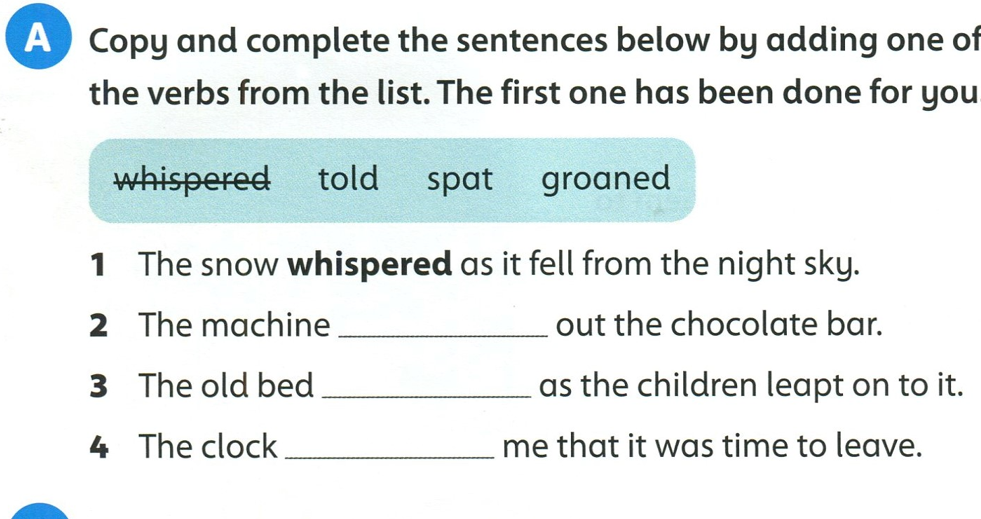 A Copy and complete the sentences below by adding one of
the verbs from the list. The first one has been done for you.
whispered told spat groaned
1 The snow whispered as it fell from the night sky.
2 The machine ______________ out the chocolate bar.
3 The old bed ______________ as the children leapt on to it.
4 The clock ______________ me that it was time to leave.